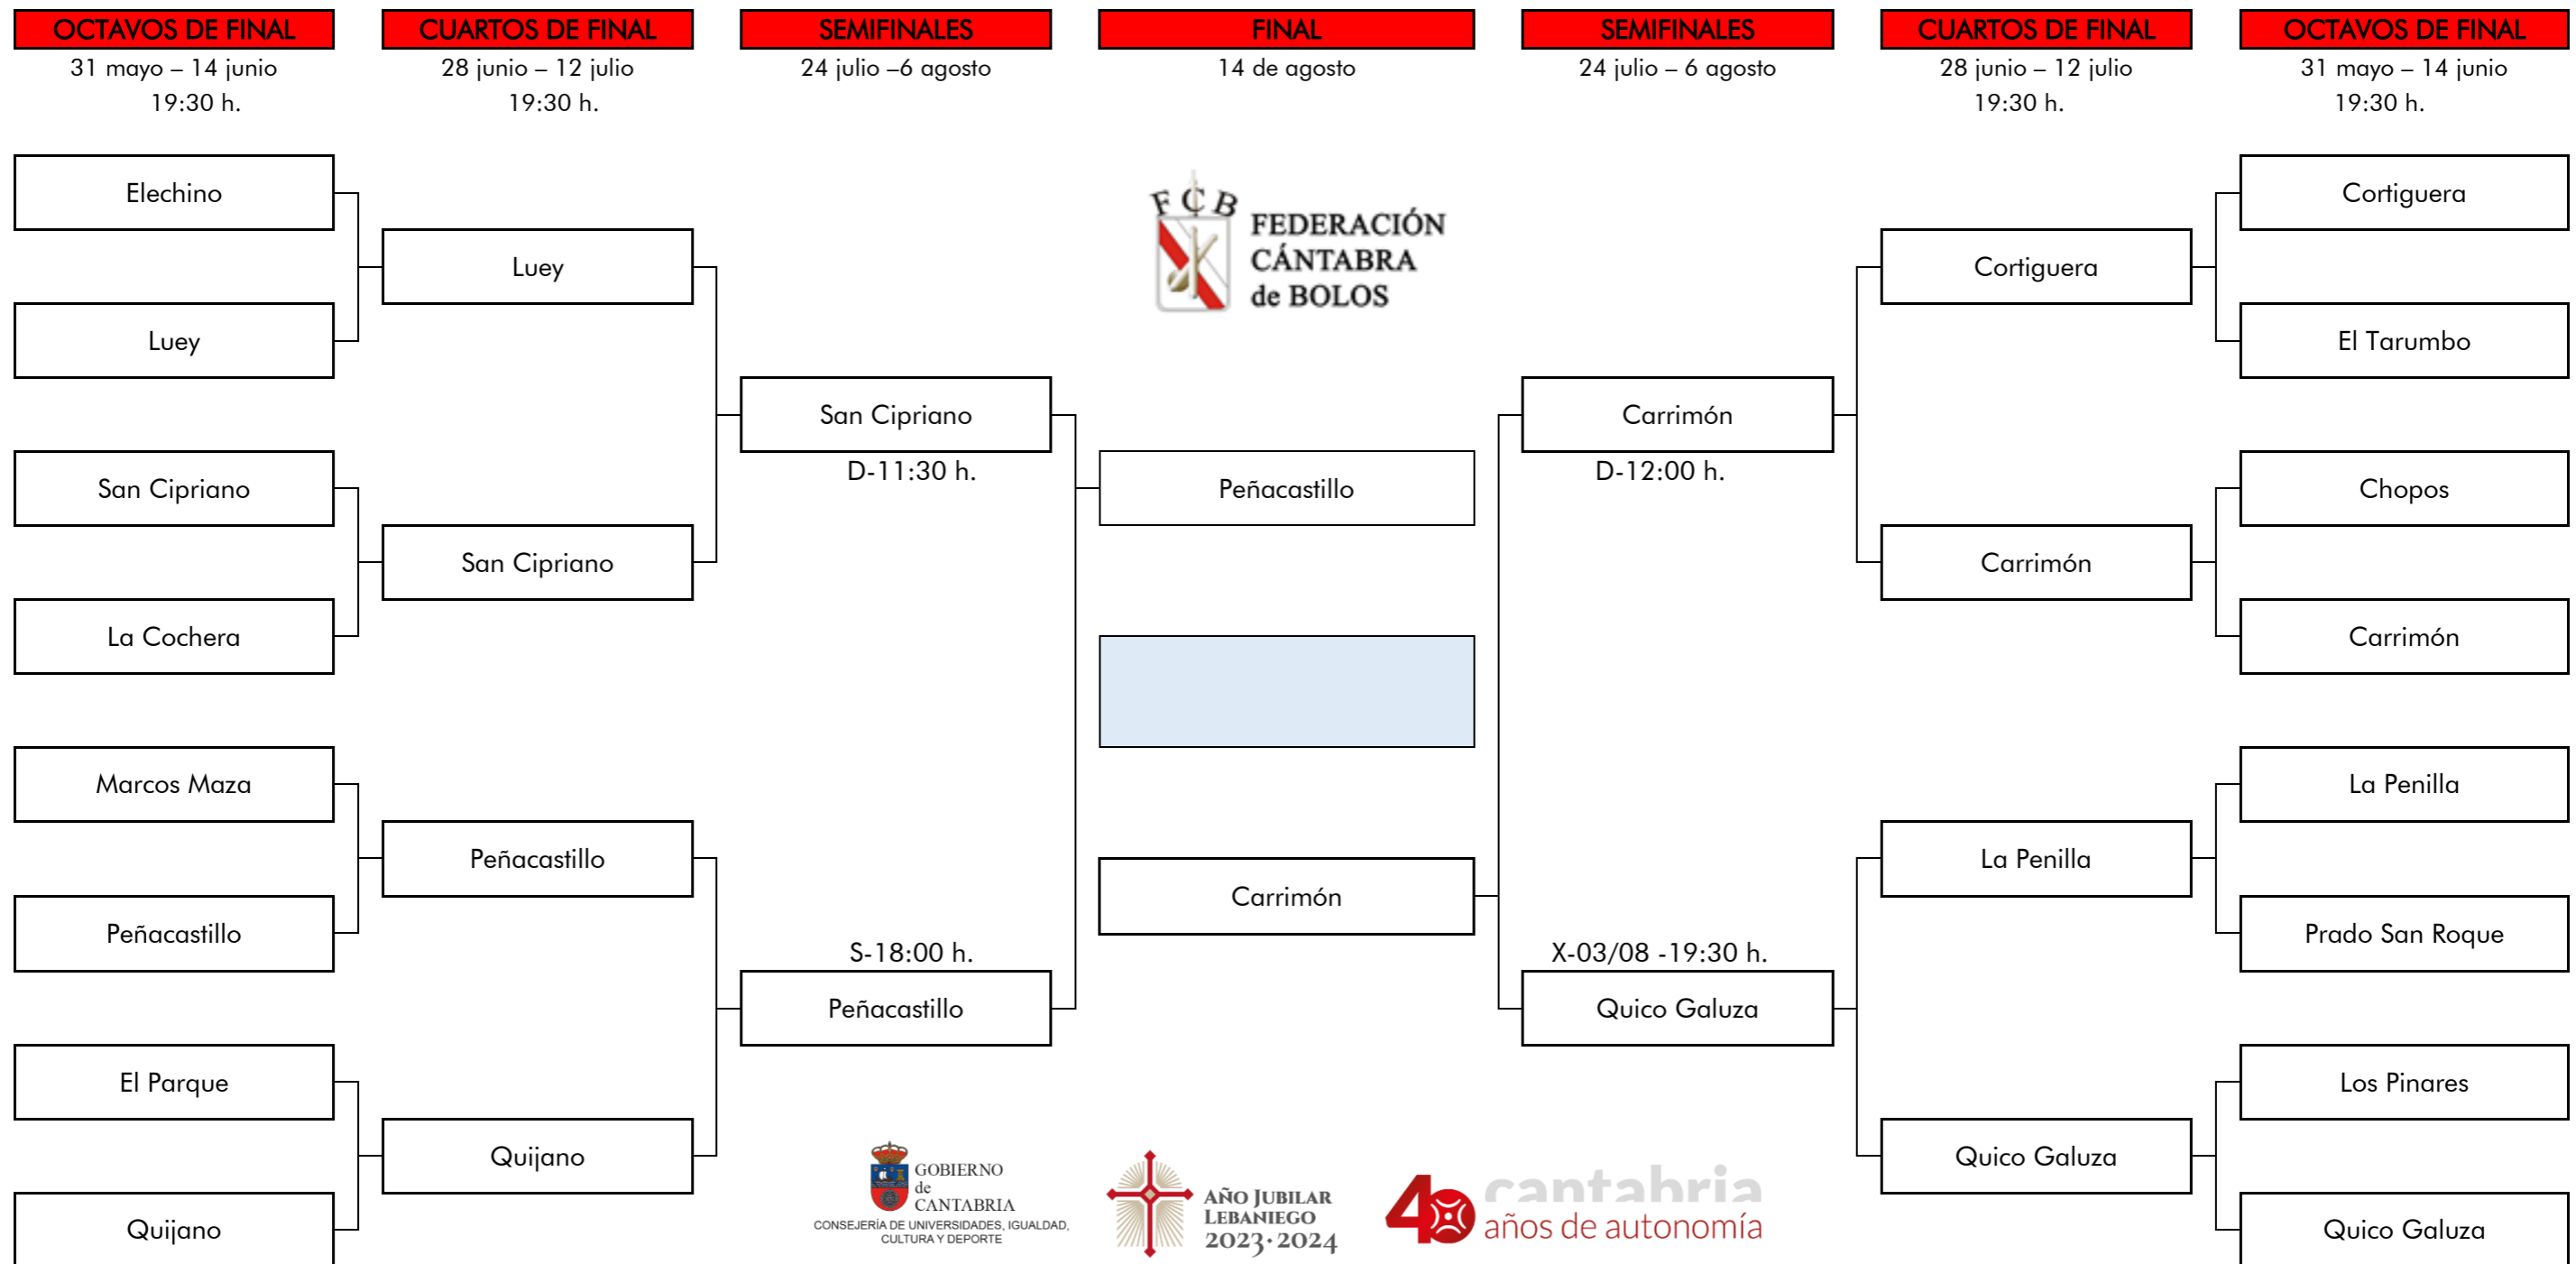 OCTAVOS DE FINAL
31 mayo – 14 junio
19:30 h.
CUARTOS DE FINAL
28 junio – 12 julio
19:30 h.
SEMIFINALES
24 julio –6 agosto
FINAL
14 de agosto
SEMIFINALES
24 julio – 6 agosto
CUARTOS DE FINAL
28 junio – 12 julio
19:30 h.
OCTAVOS DE FINAL
31 mayo – 14 junio
19:30 h.
Elechino
Luey
San Cipriano
La Cochera
Marcos Maza
Peñacastillo
El Parque
Quijano
Luey
San Cipriano
Peñacastillo
Quijano
San Cipriano
D-11:30 h.
S-18:00 h.
Peñacastillo
F C B
FEDERACIÓN
CÁNTABRA
de BOLOS
Peñacastillo
Carrimón
Carrimón
D-12:00 h.
X-03/08 -19:30 h.
Quico Galuza
Cortiguera
Carrimón
La Penilla
Quico Galuza
Cortiguera
El Tarumbo
Chopos
Carrimón
La Penilla
Prado San Roque
Los Pinares
Quico Galuza
GOBIERNO
de
CANTABRIA
CONSEJERÍA DE UNIVERSIDADES, IGUALDAD,
CULTURA Y DEPORTE
AÑO JUBILAR
LEBANIEGO
2023·2024
40 cantabria
años de autonomía